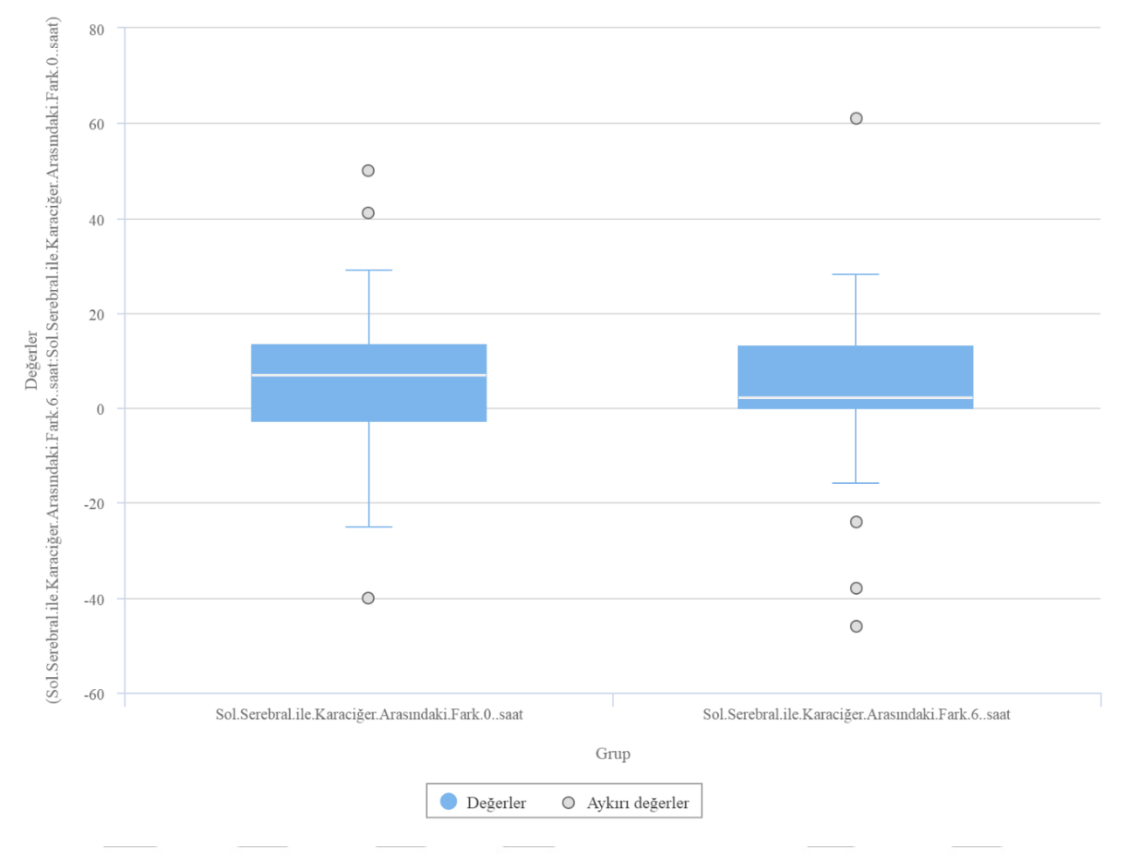 Değerler
(Sol.Serebral.ile.Karaciğer.Arasındaki.Fark.6..saat:Sol.Serebral.ile.Karaciğer.Arasındaki.Fark.0..saat)
80
60
40
20
0
-20
-40
-60
Sol.Serebral.ile.Karaciğer.Arasındaki.Fark.0..saat
Sol.Serebral.ile.Karaciğer.Arasındaki.Fark.6..saat
Grup
Değerler
Aykırı değerler